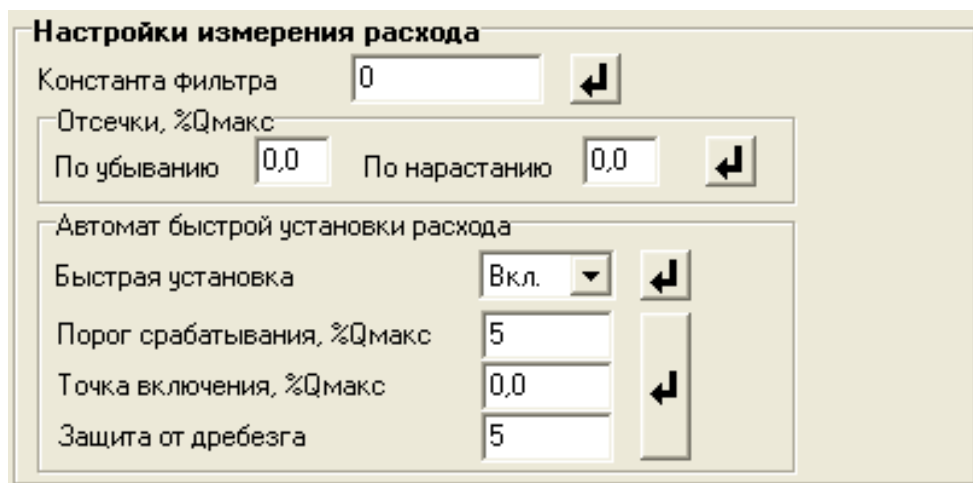 Настройки измерения расхода
Константа фильтра 0
Отсечки, %Qмакс
По убыванию 0,0 По нарастанию 0,0
Автомат быстрой установки расхода
Быстрая установка Вкл.
Порог срабатывания, %Qмакс 5
Точка включения, %Qмакс 0,0
Защита от дребезга 5